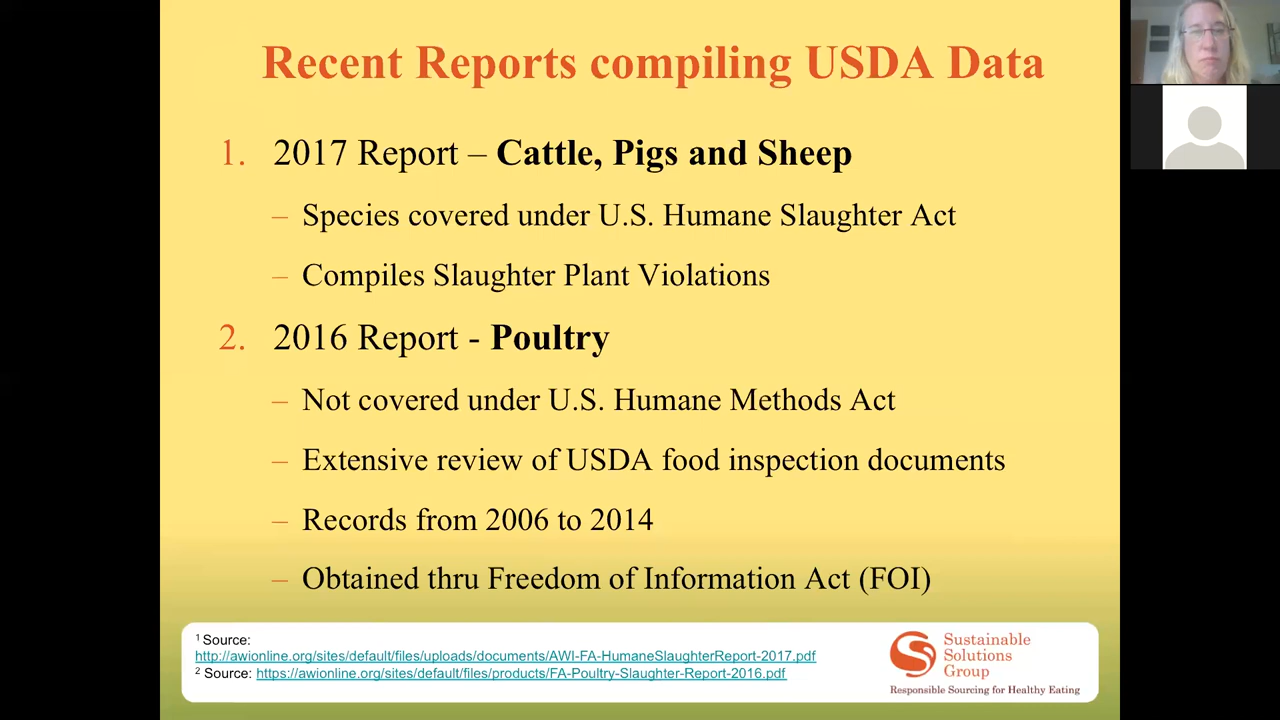 Recent Reports compiling USDA Data
1. 2017 Report – Cattle, Pigs and Sheep
– Species covered under U.S. Humane Slaughter Act
– Compiles Slaughter Plant Violations
2. 2016 Report - Poultry
– Not covered under U.S. Humane Methods Act
– Extensive review of USDA food inspection documents
– Records from 2006 to 2014
– Obtained thru Freedom of Information Act (FOI)
1 Source:
http://awionline.org/sites/default/files/uploads/documents/AWI-FA-HumaneSlaughterReport-2017.pdf
2 Source: https://awionline.org/sites/default/files/products/FA-Poultry-Slaughter-Report-2016.pdf
Sustainable
Solutions
Group
Responsible Sourcing for Healthy Eating